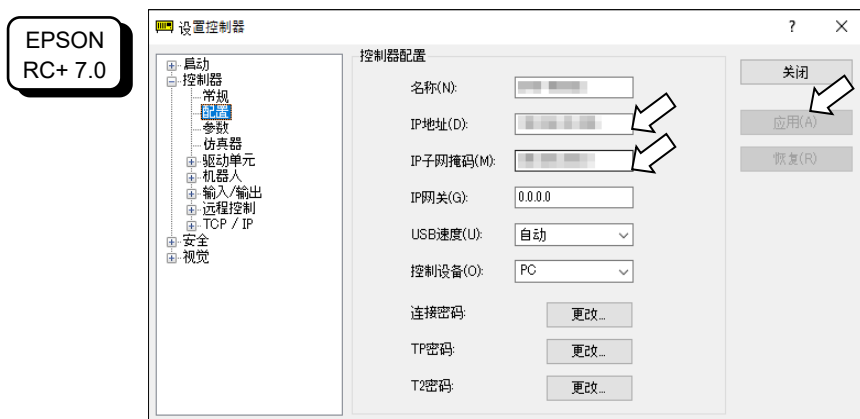 EPSON
RC+ 7.0
设置控制器
?
启动
控制器
常规
配置
参数
仿真器
驱动单元
机器人
输入/输出
远程控制
TCP / IP
安全
视觉
控制器配置
名称(N):
IP地址(D):
IP子网掩码(M):
IP网关(G): 0.0.0.0
USB速度(U): 自动
控制设备(O): PC
连接密码: 更改...
TP密码: 更改...
T2密码: 更改...
关闭
应用(A)
恢复(R)